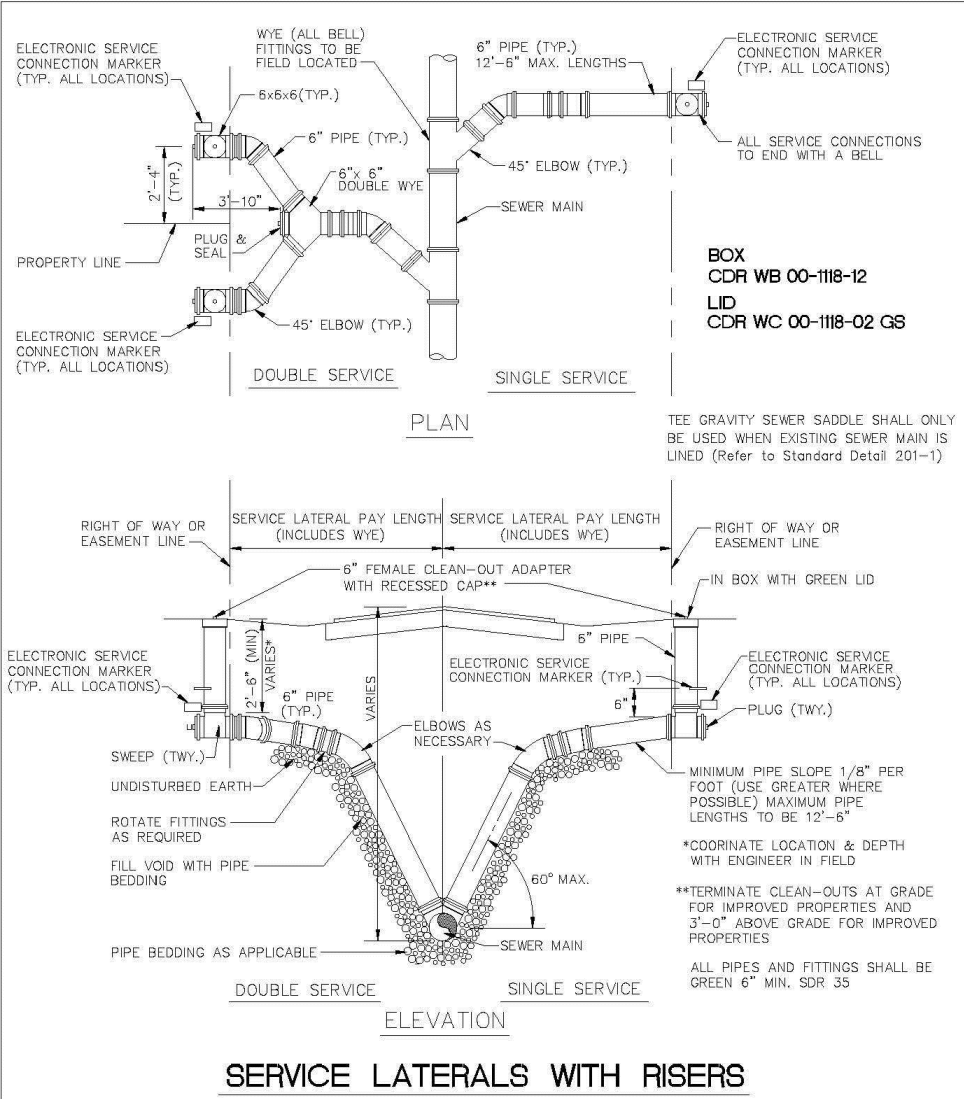 ELECTRONIC SERVICE
CONNECTION MARKER
(TYP. ALL LOCATIONS)
WYE (ALL BELL)
FITTINGS TO BE
FIELD LOCATED
6" PIPE (TYP.)
12'-6" MAX. LENGTHS
ELECTRONIC SERVICE
CONNECTION MARKER
(TYP. ALL LOCATIONS)
6x6x6(TYP.)
6" PIPE (TYP.)
ALL SERVICE CONNECTIONS
TO END WITH A BELL
45° ELBOW (TYP.)
2'-4"
(TYP.)
6"x 6"
DOUBLE WYE
3'-10"
SEWER MAIN
PLUG &
SEAL
PROPERTY LINE
BOX
CDR WB 00-1118-12
LID
CDR WC 00-1118-02 GS
45° ELBOW (TYP.)
ELECTRONIC SERVICE
CONNECTION MARKER
(TYP. ALL LOCATIONS)
DOUBLE SERVICE
SINGLE SERVICE
PLAN
TEE GRAVITY SEWER SADDLE SHALL ONLY
BE USED WHEN EXISTING SEWER MAIN IS
LINED (Refer to Standard Detail 201-1)
RIGHT OF WAY OR
EASEMENT LINE
SERVICE LATERAL PAY LENGTH
(INCLUDES WYE)
SERVICE LATERAL PAY LENGTH
(INCLUDES WYE)
RIGHT OF WAY OR
EASEMENT LINE
6" FEMALE CLEAN-OUT ADAPTER
WITH RECESSED CAP**
IN BOX WITH GREEN LID
6" PIPE
ELECTRONIC SERVICE
CONNECTION MARKER
(TYP. ALL LOCATIONS)
2'-6" (MIN)
VARIES*
VARIES
6" PIPE
(TYP.)
ELECTRONIC SERVICE
CONNECTION MARKER (TYP.)
6"
ELECTRONIC SERVICE
CONNECTION MARKER
(TYP. ALL LOCATIONS)
PLUG (TWY.)
ELBOWS AS
NECESSARY
SWEEP (TWY.)
UNDISTURBED EARTH
ROTATE FITTINGS
AS REQUIRED
FILL VOID WITH PIPE
BEDDING
MINIMUM PIPE SLOPE 1/8" PER
FOOT (USE GREATER WHERE
POSSIBLE) MAXIMUM PIPE
LENGTHS TO BE 12'-6"
*COORINATE LOCATION & DEPTH
WITH ENGINEER IN FIELD
60° MAX.
**TERMINATE CLEAN-OUTS AT GRADE
FOR IMPROVED PROPERTIES AND
3'-0" ABOVE GRADE FOR IMPROVED
PROPERTIES
SEWER MAIN
PIPE BEDDING AS APPLICABLE
ALL PIPES AND FITTINGS SHALL BE
GREEN 6" MIN. SDR 35
DOUBLE SERVICE
SINGLE SERVICE
ELEVATION
SERVICE LATERALS WITH RISERS